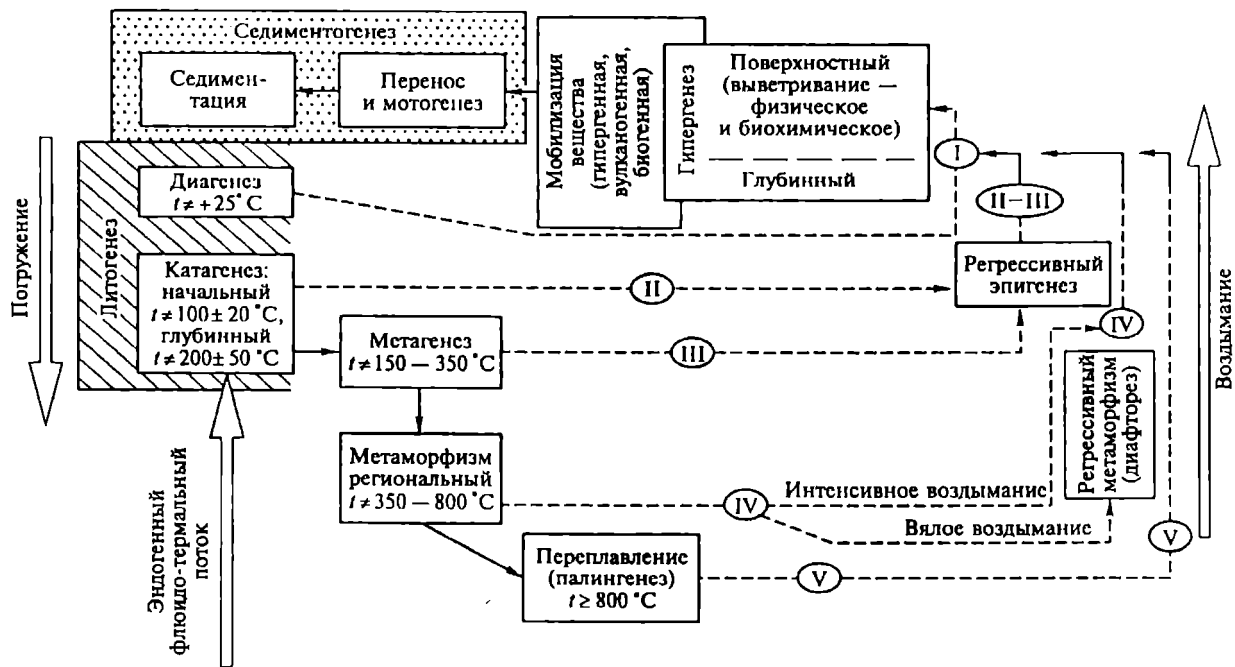 Седиментогенез
Седимен-
тация
Перенос
и мотогенез
Мобилизация
вещества
(гипергенная,
вулканогенная,
биогенная)
Гипергенез
Поверхностный
(выветривание —
физическое
и биохимическое)
Глубинный
Погружение
Литогенез
Диагенез
t ≠ +25°C
Катагенез:
начальный
t ≠ 100 ± 20 °C,
глубинный
t ≠ 200 ± 50 °C
Метагенез
t ≠ 150 — 350 °C
Метаморфизм
региональный
t ≠ 350 — 800 °C
Переплавление
(палингенез)
t ≥ 800 °C
Эндогенный
флюидо-термальный
поток
I
II
III
II–III
Регрессивный
эпигенез
IV
Интенсивное воздымание
Вялое воздымание
IV
Регрессивный
метаморфизм
(диафторез)
V
V
Воздымание